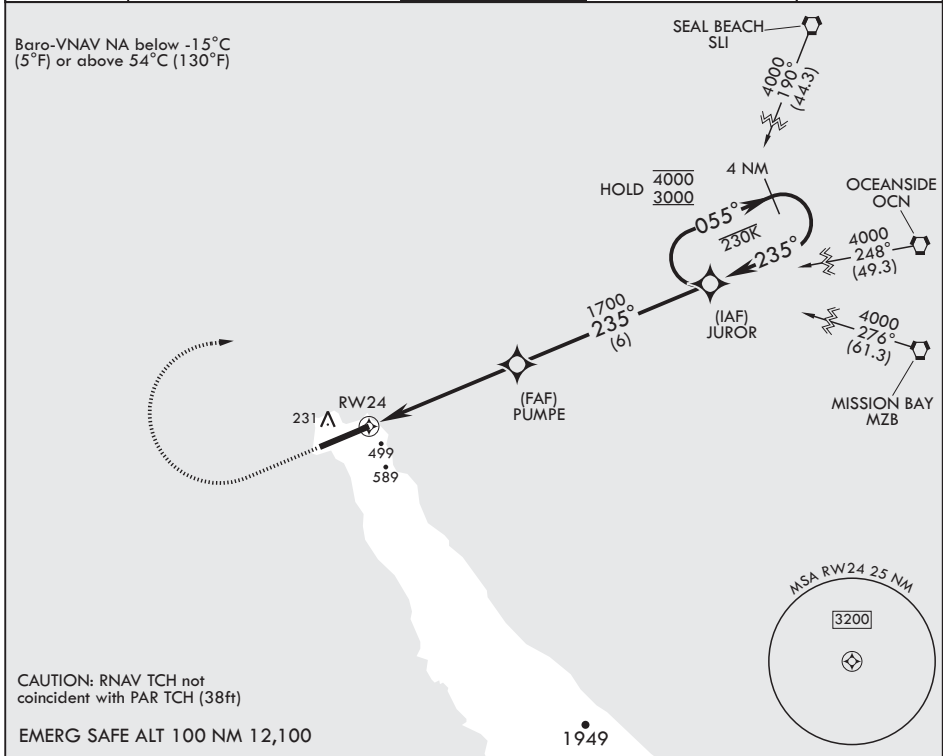 Baro-VNAV NA below -15°C
(5°F) or above 54°C (130°F)
SEAL BEACH
SLI
4000
190°
(44.3)
4 NM
HOLD 4000
3000
OCEANSIDE
OCN
055°
230K
235°
4000
248°
(49.3)
(IAF)
JUROR
4000
276°
(61.3)
MISSION BAY
MZB
1700
235°
(6)
(FAF)
PUMPE
RW24
231
499
589
MSA RW24 25 NM
3200
CAUTION: RNAV TCH not
coincident with PAR TCH (38ft)
EMERG SAFE ALT 100 NM 12,100
1949